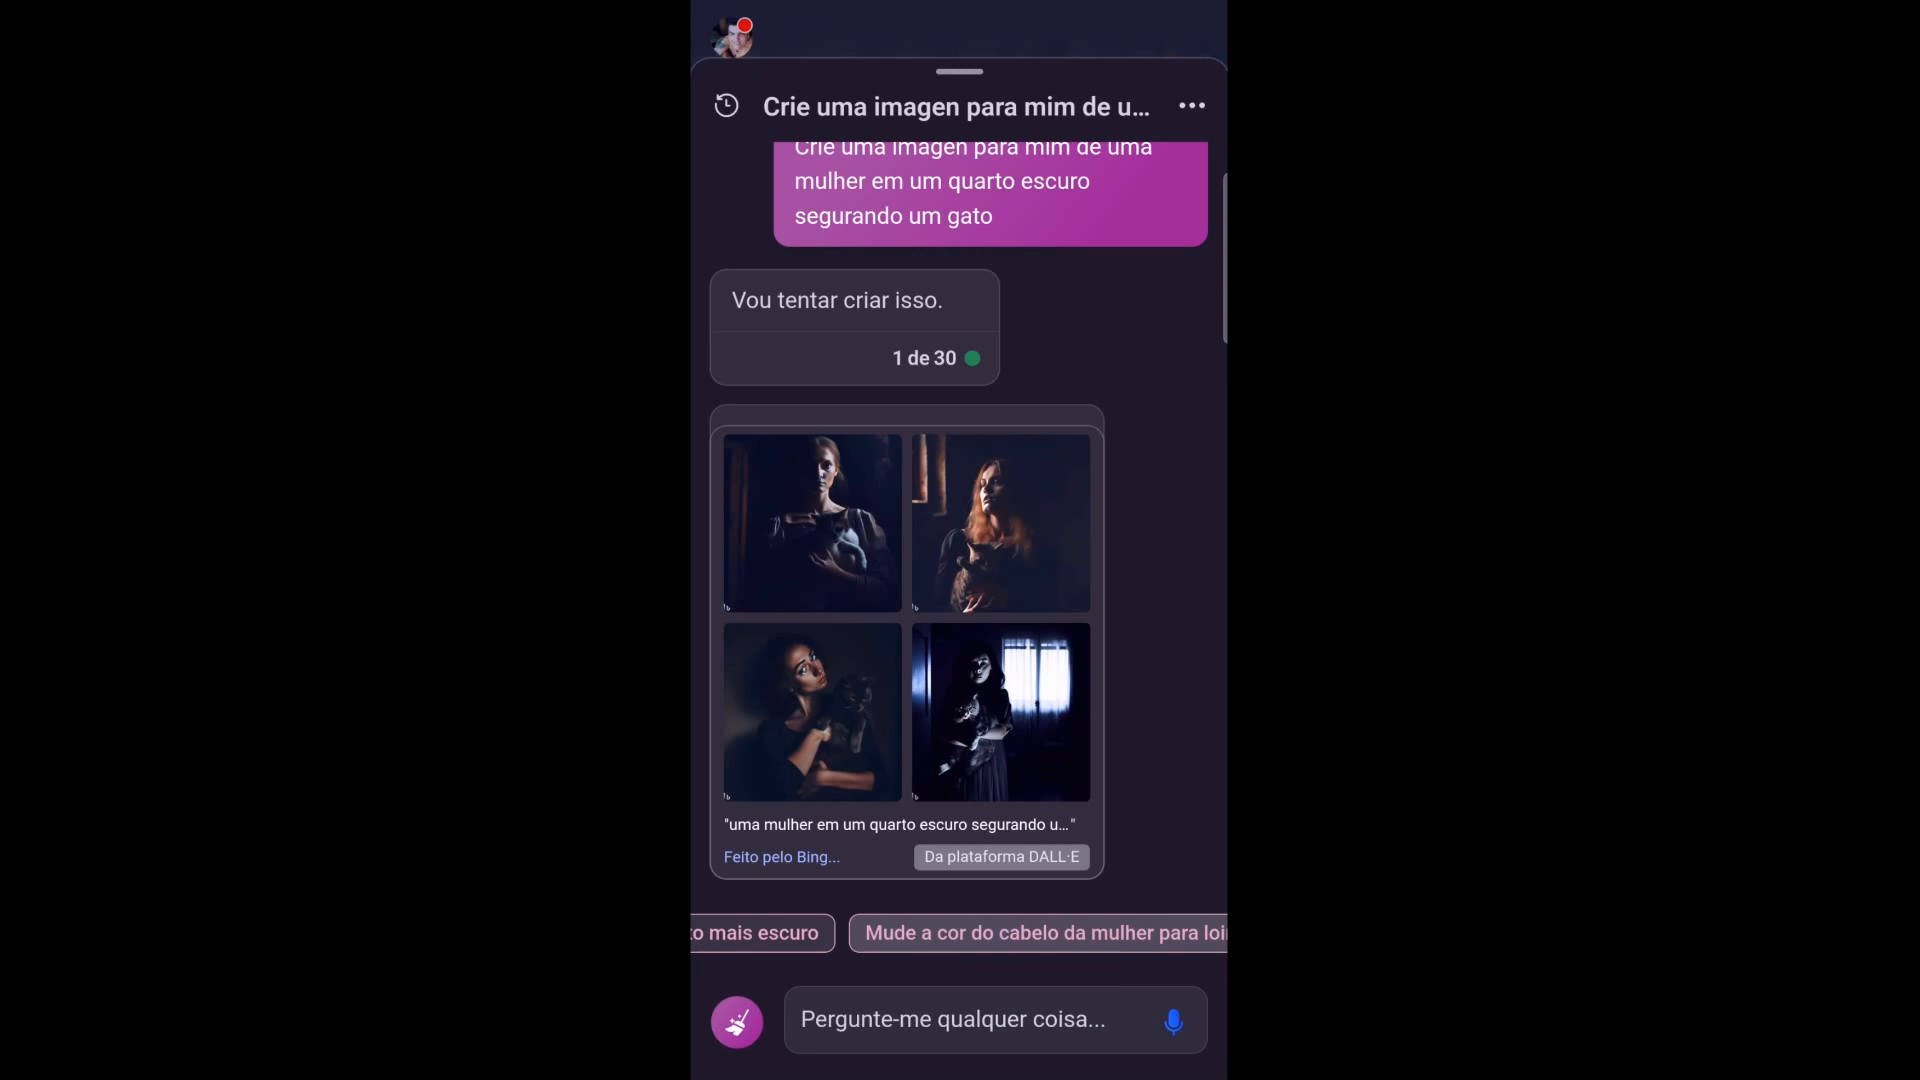 Crie uma imagen para mim de u...
Crie uma imagen para mim de uma
mulher em um quarto escuro
segurando um gato
Vou tentar criar isso.
1 de 30
"uma mulher em um quarto escuro segurando u..."
Feito pelo Bing...
Da plataforma DALL·E
to mais escuro
Mude a cor do cabelo da mulher para loi
Pergunte-me qualquer coisa...